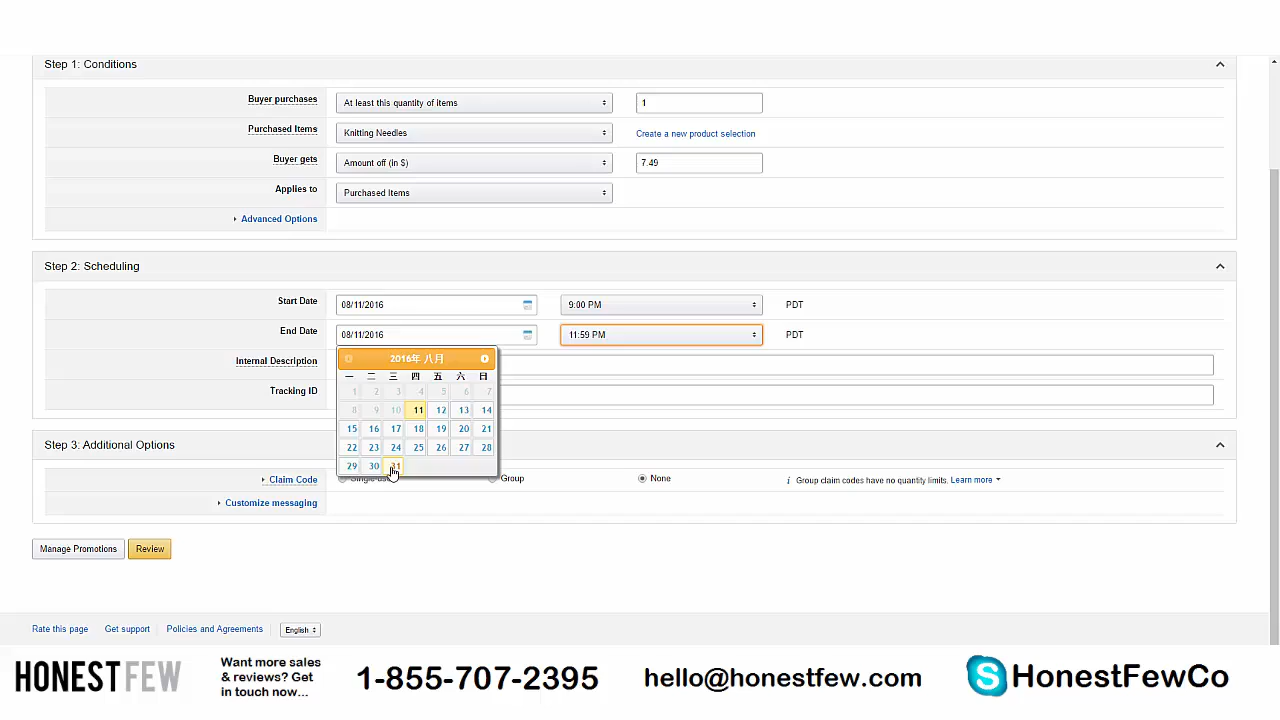 Step 1: Conditions
Buyer purchases At least this quantity of items 1
Purchased Items Knitting Needles Create a new product selection
Buyer gets Amount off (in $) 7.49
Applies to Purchased Items
Advanced Options
Step 2: Scheduling
Start Date 08/11/2016 9:00 PM PDT
End Date 08/11/2016 11:59 PM PDT
2016年 八月
一 二 三 四 五 六 日
1 2 3 4 5 6 7
8 9 10 11 12 13 14
15 16 17 18 19 20 21
22 23 24 25 26 27 28
29 30 31
Internal Description
Tracking ID
Step 3: Additional Options
Claim Code Group None i Group claim codes have no quantity limits. Learn more
Customize messaging
Manage Promotions Review
Rate this page Get support Policies and Agreements English
HONESTFEW
Want more sales
& reviews? Get
in touch now...
1-855-707-2395
hello@honestfew.com
S HonestFewCo